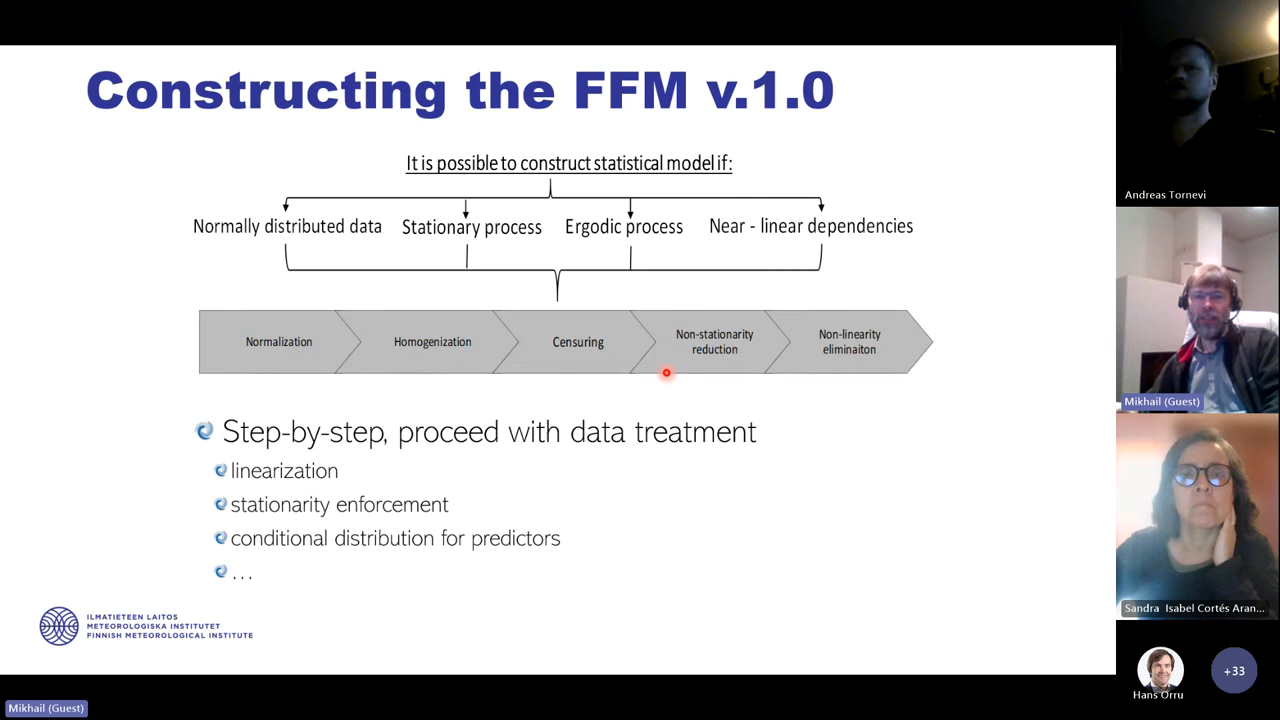 Constructing the FFM v.1.0
It is possible to construct statistical model if:
Normally distributed data
Stationary process
Ergodic process
Near - linear dependencies
Normalization
Homogenization
Censuring
Non-stationarity
reduction
Non-linearity
eliminaiton
Step-by-step, proceed with data treatment
linearization
stationarity enforcement
conditional distribution for predictors
...
ILMATIETEEN LAITOS
METEOROLOGISKA INSTITUTET
FINNISH METEOROLOGICAL INSTITUTE
Mikhail (Guest)
Andreas Tornevi
Mikhail (Guest)
Sandra Isabel Cortés Aran...
Hans Orru
+33